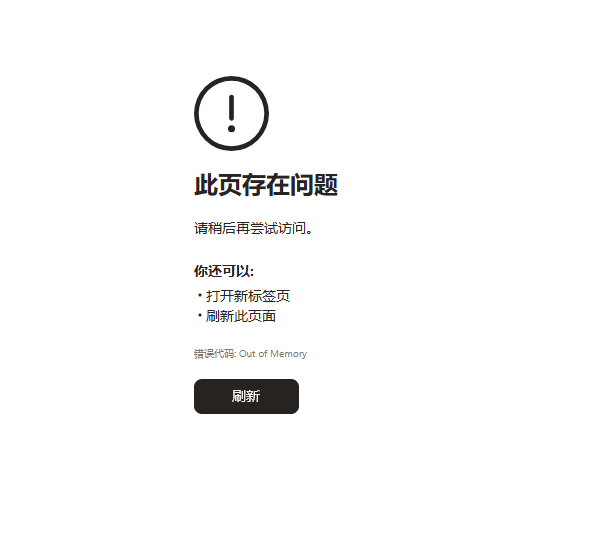 此页存在问题
请稍后再尝试访问。
你还可以:
• 打开新标签页
• 刷新此页面
错误代码: Out of Memory
刷新